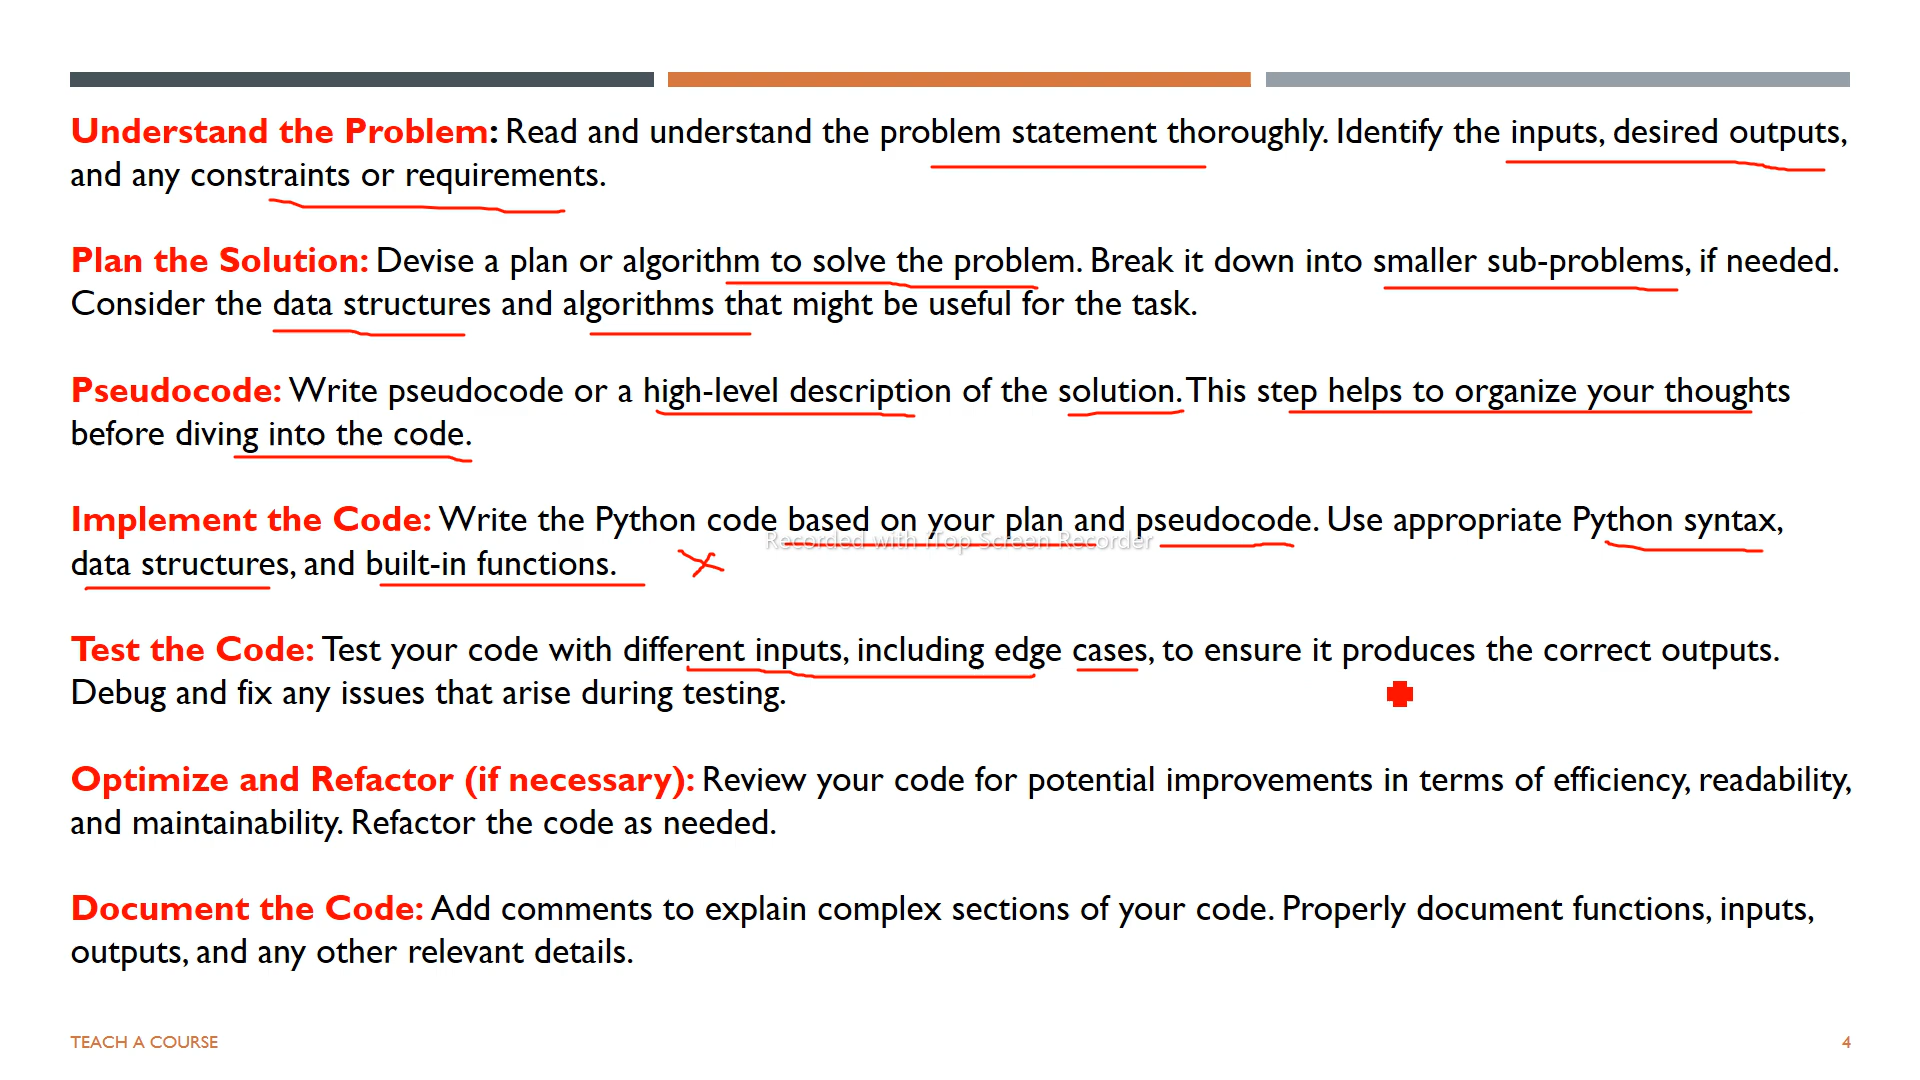 Understand the Problem: Read and understand the problem statement thoroughly. Identify the inputs, desired outputs,
and any constraints or requirements.
Plan the Solution: Devise a plan or algorithm to solve the problem. Break it down into smaller sub-problems, if needed.
Consider the data structures and algorithms that might be useful for the task.
Pseudocode: Write pseudocode or a high-level description of the solution. This step helps to organize your thoughts
before diving into the code.
Implement the Code: Write the Python code based on your plan and pseudocode. Use appropriate Python syntax,
Recorded with iTop Screen Recorder
data structures, and built-in functions.
Test the Code: Test your code with different inputs, including edge cases, to ensure it produces the correct outputs.
Debug and fix any issues that arise during testing.
Optimize and Refactor (if necessary): Review your code for potential improvements in terms of efficiency, readability,
and maintainability. Refactor the code as needed.
Document the Code: Add comments to explain complex sections of your code. Properly document functions, inputs,
outputs, and any other relevant details.
TEACH A COURSE
4